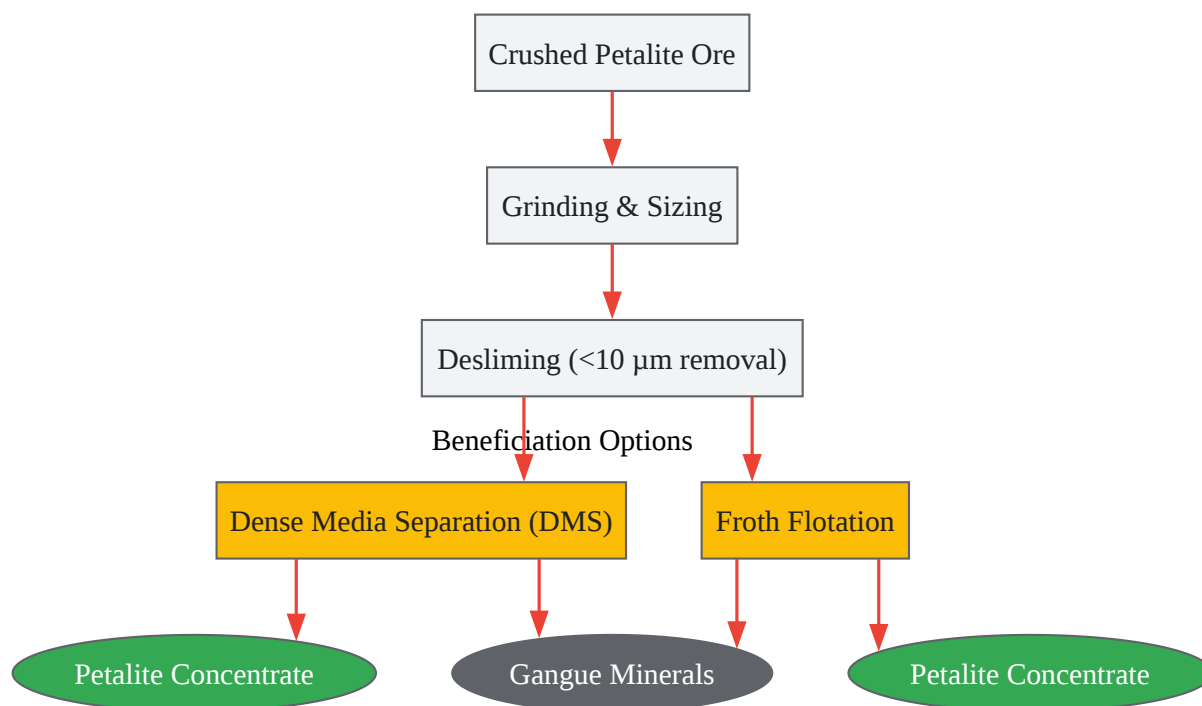 Crushed Petalite Ore
Grinding & Sizing
Desliming (<10 µm removal)
Beneficiation Options
Dense Media Separation (DMS)
Froth Flotation
Petalite Concentrate
Gangue Minerals
Petalite Concentrate